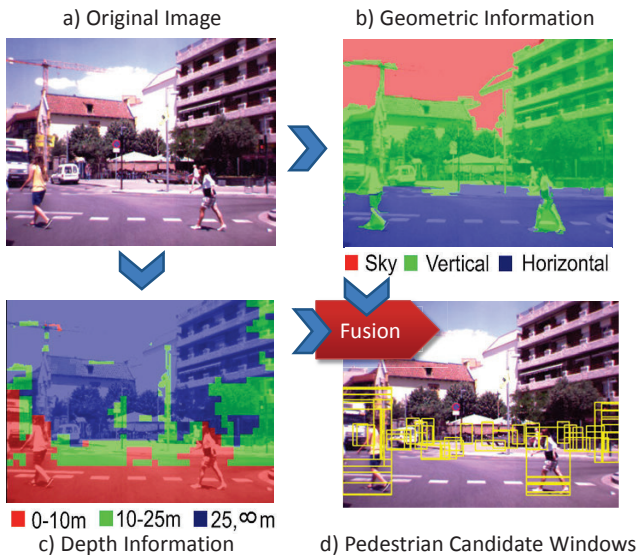 a) Original Image
b) Geometric Information
Sky Vertical Horizontal
Fusion
0-10m 10-25m 25,∞ m
c) Depth Information
d) Pedestrian Candidate Windows